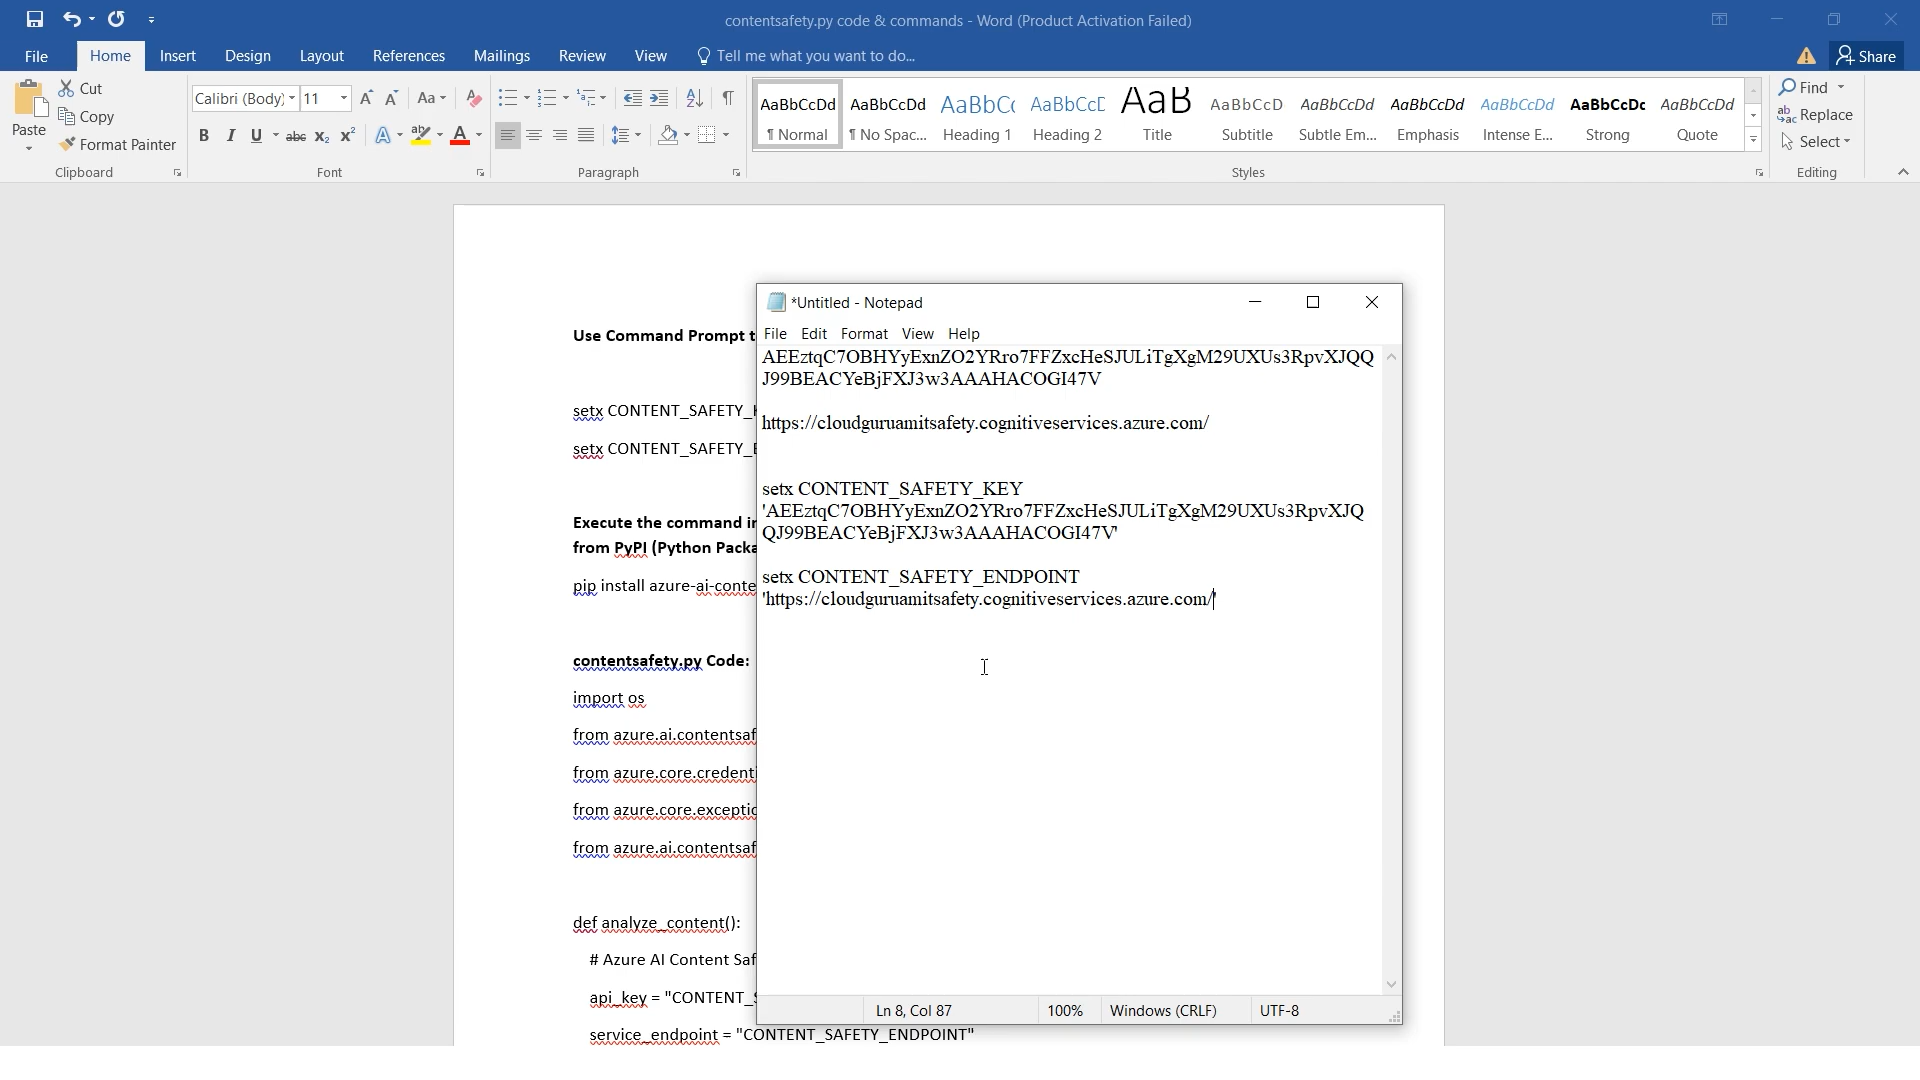 contentsafety.py code & commands - Word (Product Activation Failed)
File Home Insert Design Layout References Mailings Review View Tell me what you want to do... Share
Paste
Cut
Copy
Format Painter
Clipboard
Calibri (Body) 11
Font
Paragraph
AaBbCcDd AaBbCcDd AaBbC AaBbCcE AaB AaBbCcD AaBbCcDd AaBbCcDd AaBbCcDd AaBbCcDc AaBbCcDd
¶ Normal ¶ No Spac... Heading 1 Heading 2 Title Subtitle Subtle Em... Emphasis Intense E... Strong Quote
Styles
Find
Replace
Select
Editing
Use Command Prompt t
setx CONTENT_SAFETY_K
setx CONTENT_SAFETY_E
Execute the command in
from PyPI (Python Packa
pip install azure-ai-conte
contentsafety.py Code:
import os
from azure.ai.contentsaf
from azure.core.credenti
from azure.core.exceptio
from azure.ai.contentsaf
def analyze_content():
# Azure AI Content Saf
api_key = "CONTENT_S
service_endpoint = "CONTENT_SAFETY_ENDPOINT"
*Untitled - Notepad
File Edit Format View Help
AEEztqC7OBHYyExnZO2YRro7FFZxcHeSJULiTgXgM29UXUs3RpvXJQQ
J99BEACYeBjFXJ3w3AAAHACOGI47V
https://cloudguruamitsafety.cognitiveservices.azure.com/
setx CONTENT_SAFETY_KEY
'AEEztqC7OBHYyExnZO2YRro7FFZxcHeSJULiTgXgM29UXUs3RpvXJQ
QJ99BEACYeBjFXJ3w3AAAHACOGI47V'
setx CONTENT_SAFETY_ENDPOINT
'https://cloudguruamitsafety.cognitiveservices.azure.com/'
Ln 8, Col 87 100% Windows (CRLF) UTF-8